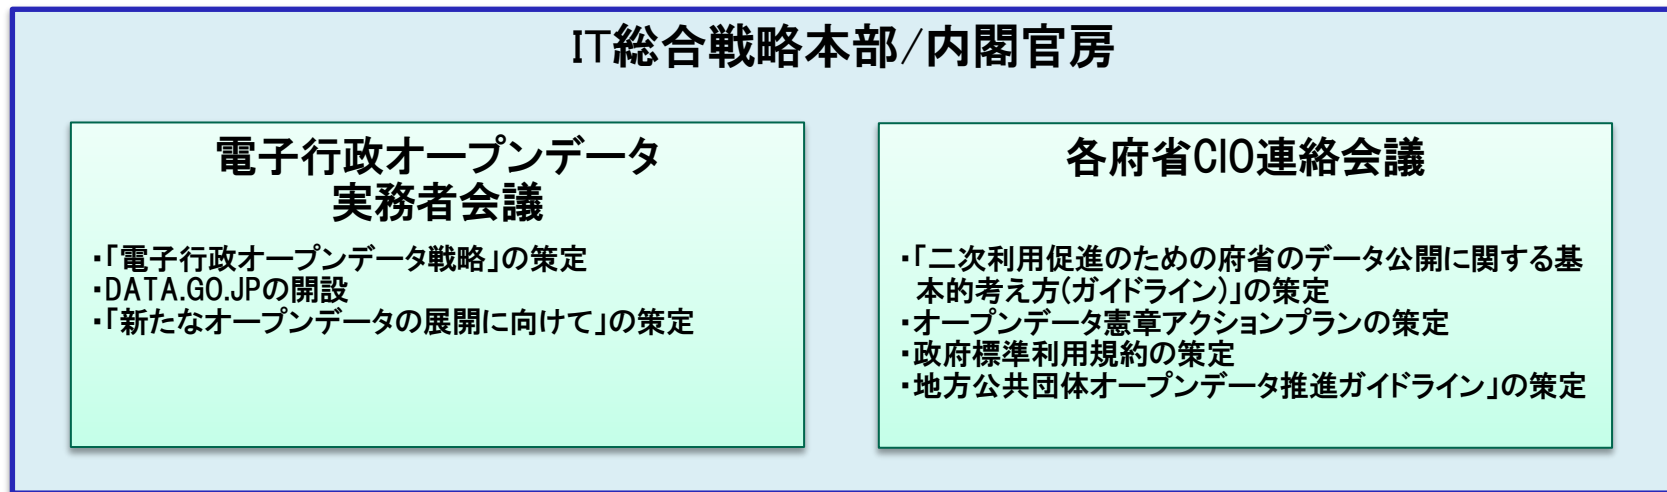 IT総合戦略本部/内閣官房
電子行政オープンデータ
実務者会議
・「電子行政オープンデータ戦略」の策定
・DATA.GO.JPの開設
・「新たなオープンデータの展開に向けて」の策定
各府省CIO連絡会議
・「二次利用促進のための府省のデータ公開に関する基
本的考え方(ガイドライン)」の策定
・オープンデータ憲章アクションプランの策定
・政府標準利用規約の策定
・地方公共団体オープンデータ推進ガイドライン」の策定